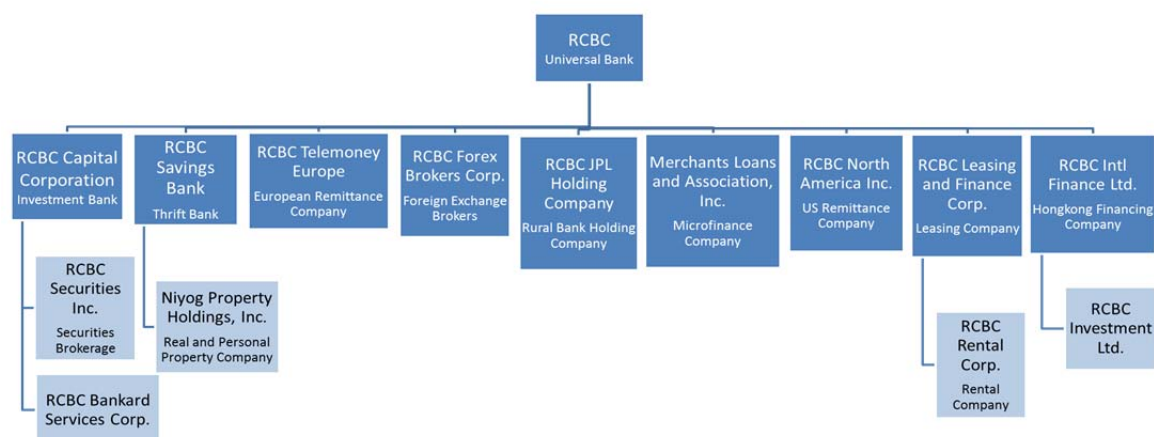 RCBC
Universal Bank
RCBC Capital
Corporation
Investment Bank
RCBC
Savings
Bank
Thrift Bank
RCBC Telemoney
Europe
European Remittance
Company
RCBC Forex
Brokers Corp.
Foreign Exchange
Brokers
RCBC JPL
Holding
Company
Rural Bank Holding
Company
Merchants Loans
and Association,
Inc.
Microfinance
Company
RCBC North
America Inc.
US Remittance
Company
RCBC Leasing
and Finance
Corp.
Leasing Company
RCBC Intl
Finance Ltd.
Hongkong Financing
Company
RCBC
Securities
Inc.
Securities
Brokerage
RCBC Bankard
Services Corp.
Niyog Property
Holdings, Inc.
Real and Personal
Property Company
RCBC
Rental
Corp.
Rental
Company
RCBC
Investment
Ltd.